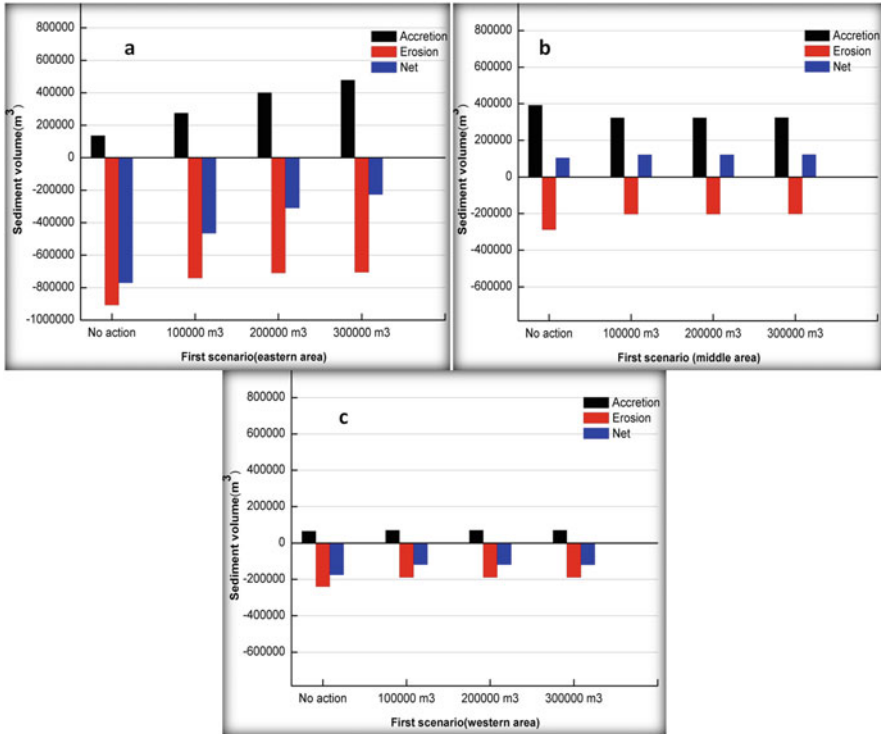 a
Accretion
Erosion
Net
800000
600000
400000
200000
0
-200000
-400000
-600000
-800000
-1000000
Sediment volume(m³)
No action 100000 m3 200000 m3 300000 m3
First scenario(eastern area)
b
Accretion
Erosion
Net
800000
600000
400000
200000
0
-200000
-400000
-600000
Sediment volume(m³)
No action 100000 m3 200000 m3 300000 m3
First scenario (middle area)
c
Accretion
Erosion
Net
800000
600000
400000
200000
0
-200000
-400000
-600000
Sediment volume(m³)
No action 100000 m3 200000 m3 300000 m3
First scenario(western area)